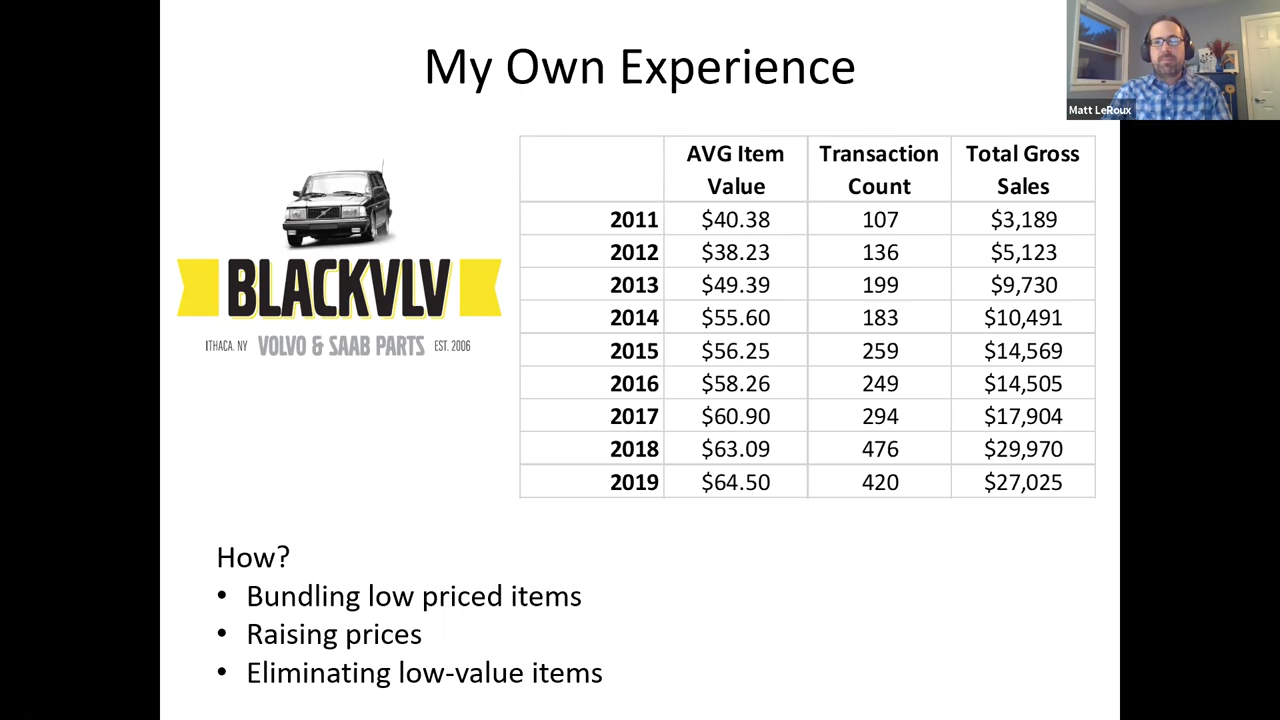 My Own Experience
Matt LeRoux
BLACKVLV
ITHACA. NY VOLVO & SAAB PARTS EST. 2006
AVG Item Value Transaction Count Total Gross Sales
2011 $40.38 107 $3,189
2012 $38.23 136 $5,123
2013 $49.39 199 $9,730
2014 $55.60 183 $10,491
2015 $56.25 259 $14,569
2016 $58.26 249 $14,505
2017 $60.90 294 $17,904
2018 $63.09 476 $29,970
2019 $64.50 420 $27,025
How?
• Bundling low priced items
• Raising prices
• Eliminating low-value items